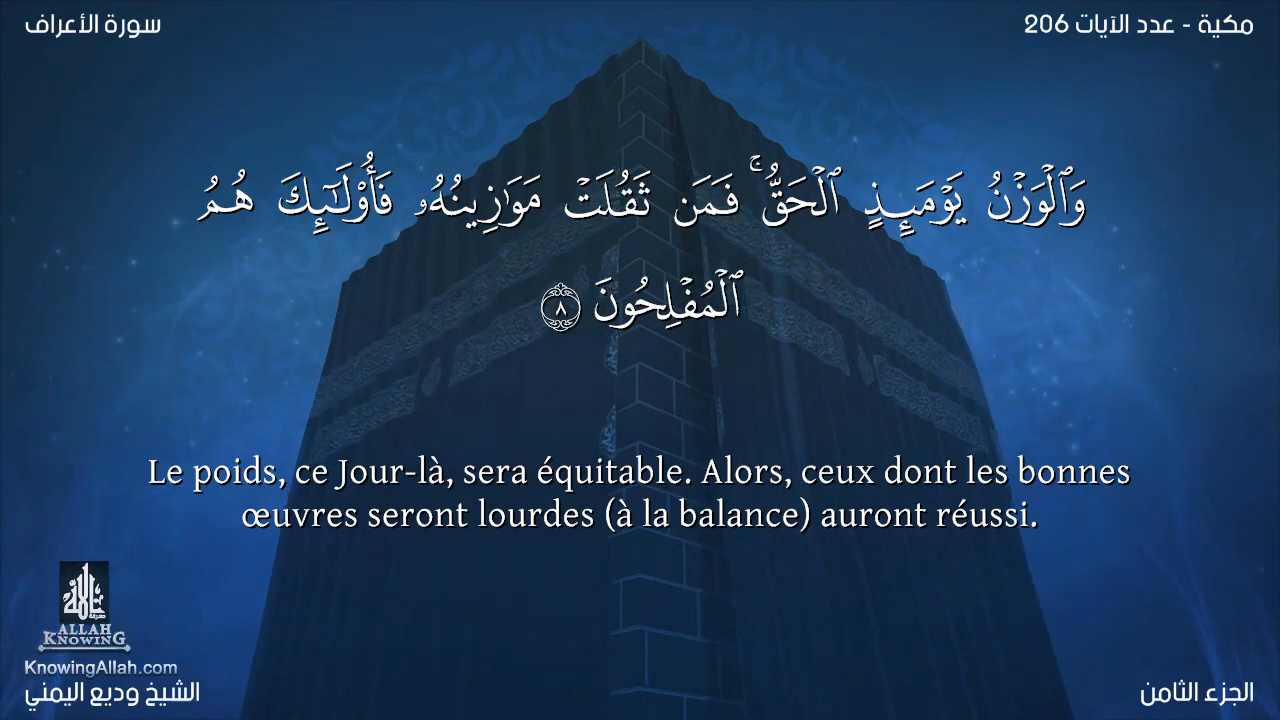 مكية - عدد الآيات 206
سورة الأعراف
وَٱلْوَزْنُ يَوْمَئِذٍ ٱلْحَقُّ ۚ فَمَن ثَقُلَتْ مَوَٰزِينُهُۥ فَأُو۟لَٰٓئِكَ هُمُ
ٱلْمُفْلِحُونَ ٨
Le poids, ce Jour-là, sera équitable. Alors, ceux dont les bonnes
œuvres seront lourdes (à la balance) auront réussi.
معرفة الله
ALLAH
KNOWING
KnowingAllah.com
الجزء الثامن
الشيخ وديع اليمني